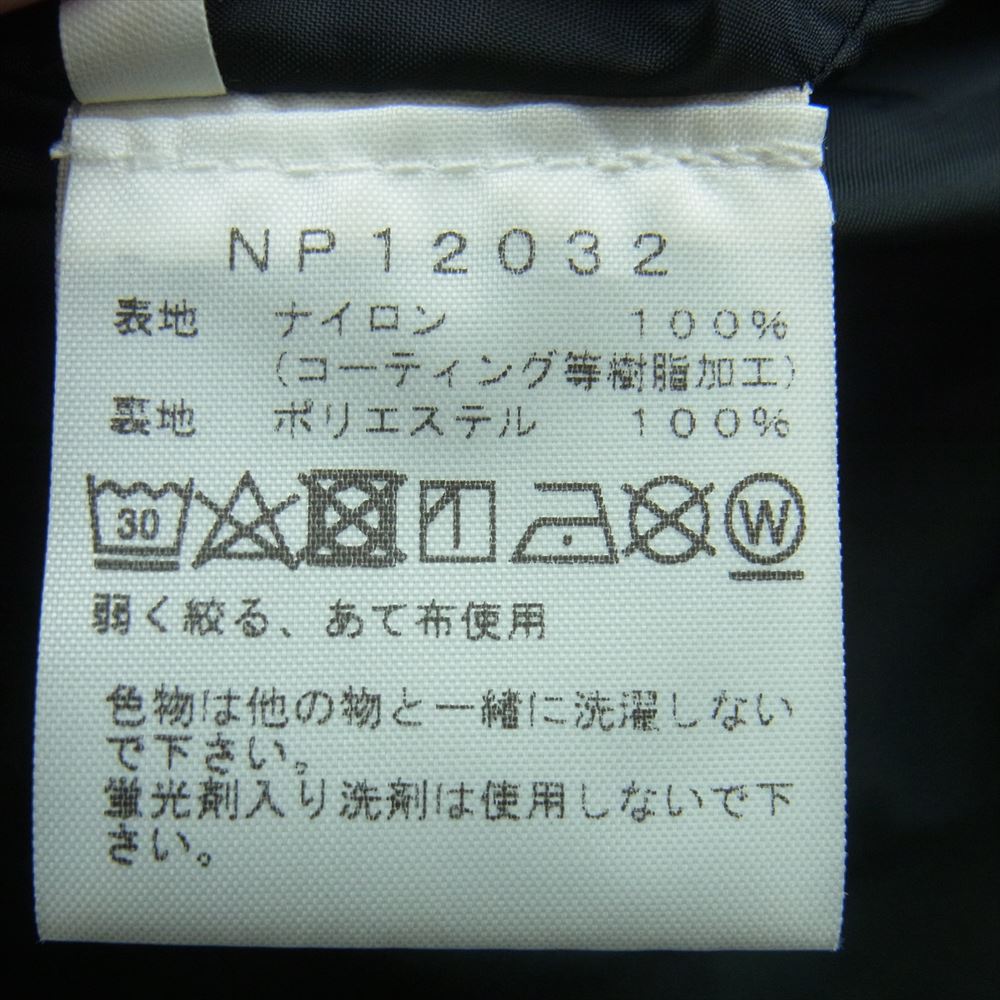 NP12032
表地 ナイロン 100%
(コーティング等樹脂加工)
裏地 ポリエステル 100%
30 W
弱く絞る、あて布使用
色物は他の物と一緒に洗濯しない
で下さい。
蛍光剤入り洗剤は使用しないで下
さい。